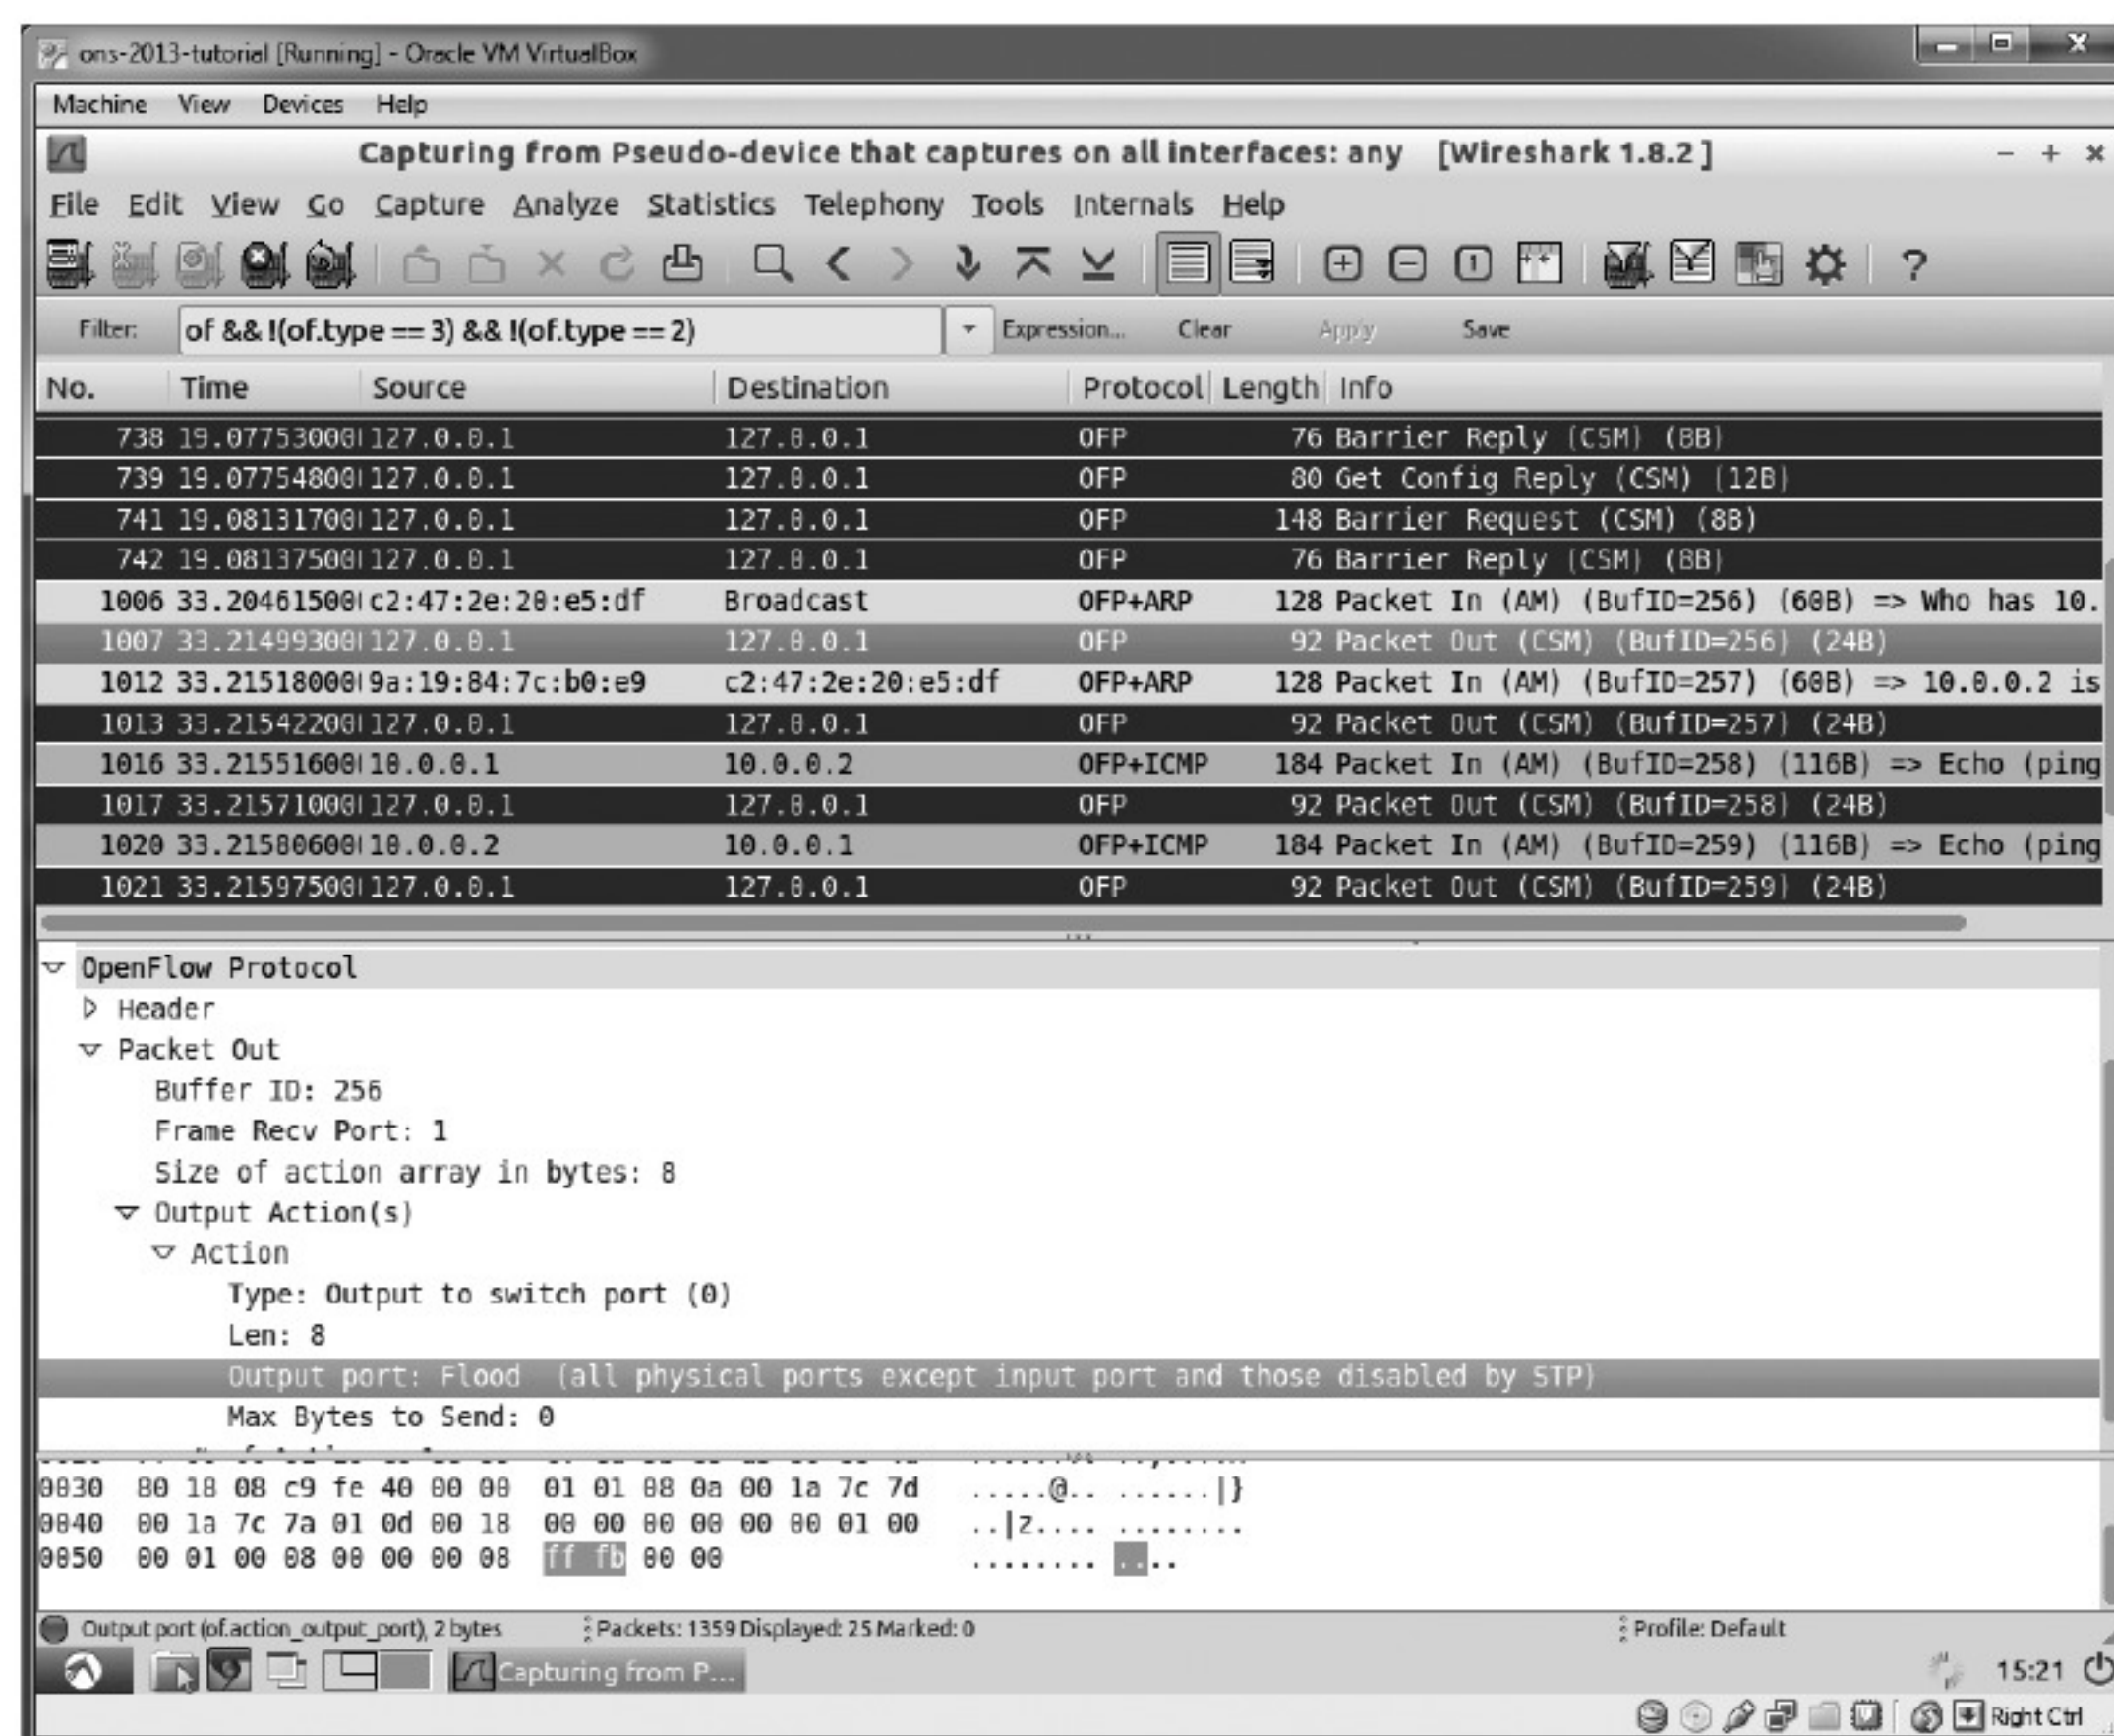 ons-2013-tutorial [Running] - Oracle VM VirtualBox
Machine View Devices Help
Capturing from Pseudo-device that captures on all interfaces: any [Wireshark 1.8.2]
File Edit View Go Capture Analyze Statistics Telephony Tools Internals Help
Filter: of && !(of.type == 3) && !(of.type == 2) Expression... Clear Apply Save
No. Time Source Destination Protocol Length Info
738 19.07753000 127.0.0.1 127.0.0.1 OFP 76 Barrier Reply (CSM) (8B)
739 19.07754800 127.0.0.1 127.0.0.1 OFP 80 Get Config Reply (CSM) (12B)
741 19.08131700 127.0.0.1 127.0.0.1 OFP 148 Barrier Request (CSM) (8B)
742 19.08137500 127.0.0.1 127.0.0.1 OFP 76 Barrier Reply (CSM) (8B)
1006 33.20461500 c2:47:2e:20:e5:df Broadcast OFP+ARP 128 Packet In (AM) (BufID=256) (60B) => Who has 10.
1007 33.21499300 127.0.0.1 127.0.0.1 OFP 92 Packet Out (CSM) (BufID=256) (24B)
1012 33.21518000 9a:19:84:7c:b0:e9 c2:47:2e:20:e5:df OFP+ARP 128 Packet In (AM) (BufID=257) (60B) => 10.0.0.2 is
1013 33.21542200 127.0.0.1 127.0.0.1 OFP 92 Packet Out (CSM) (BufID=257) (24B)
1016 33.21551600 10.0.0.1 10.0.0.2 OFP+ICMP 184 Packet In (AM) (BufID=258) (116B) => Echo (ping
1017 33.21571000 127.0.0.1 127.0.0.1 OFP 92 Packet Out (CSM) (BufID=258) (24B)
1020 33.21580600 10.0.0.2 10.0.0.1 OFP+ICMP 184 Packet In (AM) (BufID=259) (116B) => Echo (ping
1021 33.21597500 127.0.0.1 127.0.0.1 OFP 92 Packet Out (CSM) (BufID=259) (24B)
OpenFlow Protocol
Header
Packet Out
Buffer ID: 256
Frame Recv Port: 1
Size of action array in bytes: 8
Output Action(s)
Action
Type: Output to switch port (0)
Len: 8
Output port: Flood (all physical ports except input port and those disabled by STP)
Max Bytes to Send: 0
0030 80 18 08 c9 fe 40 00 00 01 01 08 0a 00 1a 7c 7d .....@.. ......|}
0040 00 1a 7c 7a 01 0d 00 18 00 00 00 00 00 00 01 00 ..|z.... ........
0050 00 01 00 08 00 00 00 08 ff fb 00 00 ........ ....
Output port (of.action_output_port), 2 bytes Packets: 1359 Displayed: 25 Marked: 0 Profile: Default
Capturing from P... 15:21
Right Ctrl